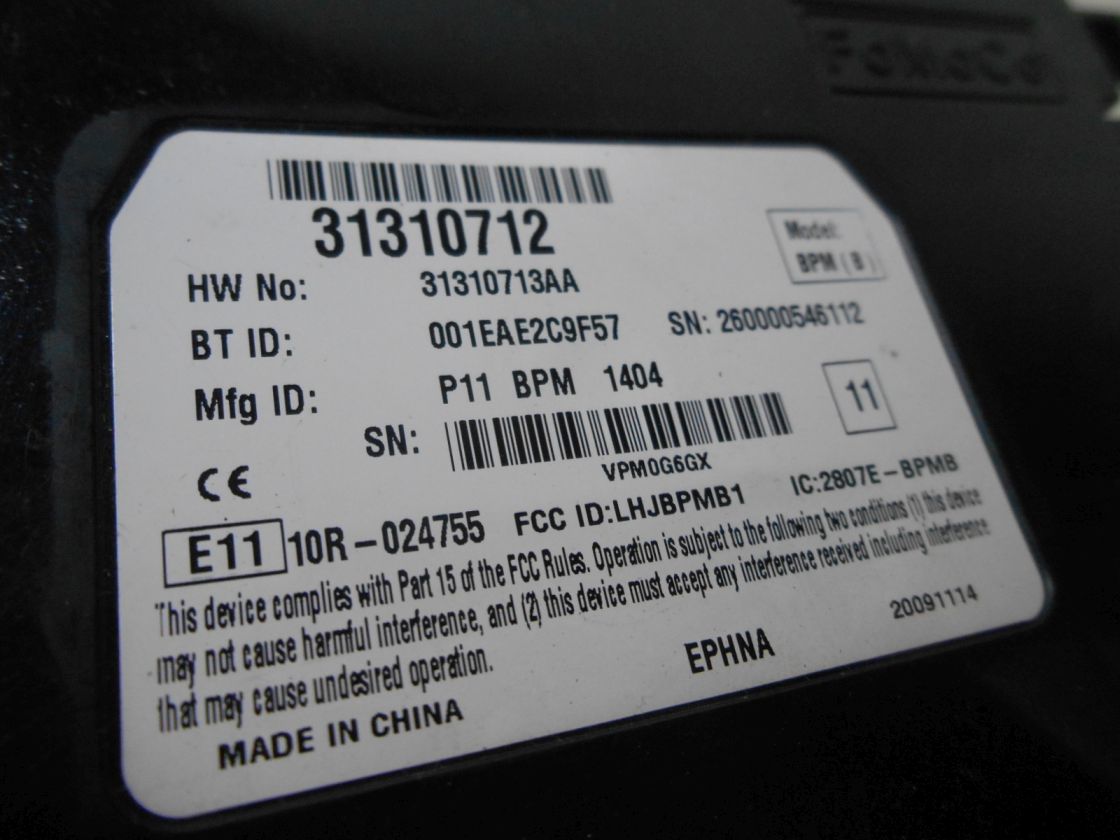 FoMoCo
31310712
Model:
BPM ( B )
HW No: 31310713AA
BT ID: 001EAE2C9F57 SN: 260000546112
Mfg ID: P11 BPM 1404
11
SN:
VPM0G6GX
CE
E11 10R-024755 FCC ID:LHJBPMB1 IC:2807E-BPMB
This device complies with Part 15 of the FCC Rules. Operation is subject to the following two conditions (1) this device
may not cause harmful interference, and (2) this device must accept any interference received including interference
that may cause undesired operation.
20091114
EPHNA
MADE IN CHINA